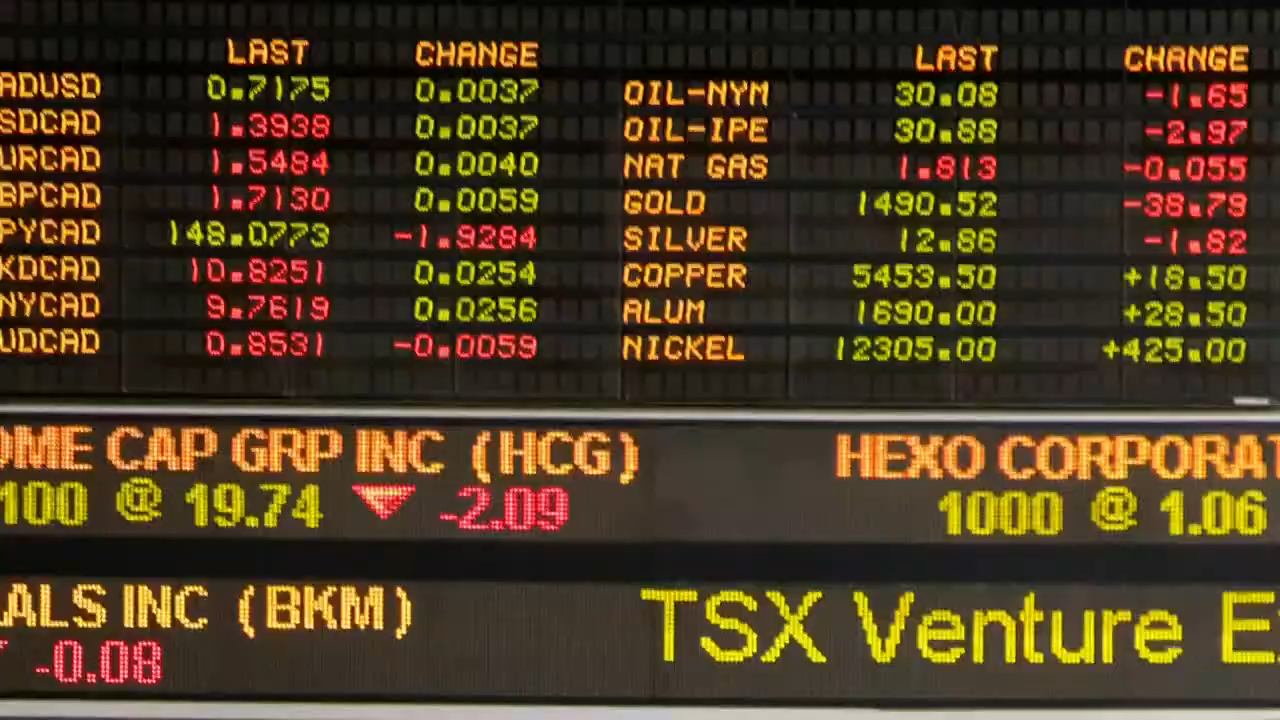 LAST CHANGE LAST CHANGE
ADUSD 0.7175 0.0037 OIL-NYM 30.08 -1.65
SDCAD 1.3938 0.0037 OIL-IPE 30.88 -2.97
URCAD 1.5484 0.0040 NAT GAS 1.813 -0.055
BPCAD 1.7130 0.0059 GOLD 1490.52 -38.79
PYCAD 148.0773 -1.9284 SILVER 12.86 -1.82
KDCAD 10.8251 0.0254 COPPER 5453.50 +18.50
NYCAD 9.7619 0.0256 ALUM 1690.00 +28.50
UDCAD 0.8531 -0.0059 NICKEL 12305.00 +425.00
OME CAP GRP INC (HCG) HEXO CORPORAT
100 @ 19.74 ▼ -2.09 1000 @ 1.06
ALS INC (BKM) TSX Venture E
-0.08